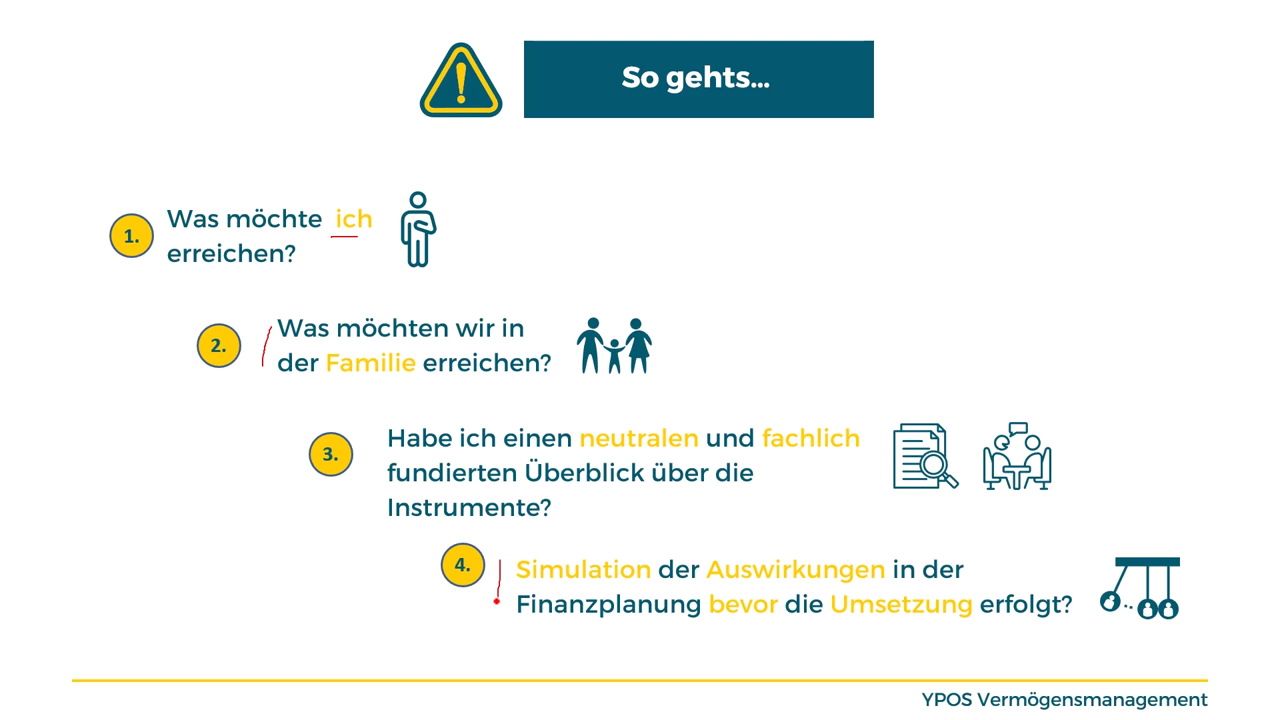 So gehts...
1.
Was möchte ich
erreichen?
2.
Was möchten wir in
der Familie erreichen?
3.
Habe ich einen neutralen und fachlich
fundierten Überblick über die
Instrumente?
4.
Simulation der Auswirkungen in der
Finanzplanung bevor die Umsetzung erfolgt?
YPOS Vermögensmanagement